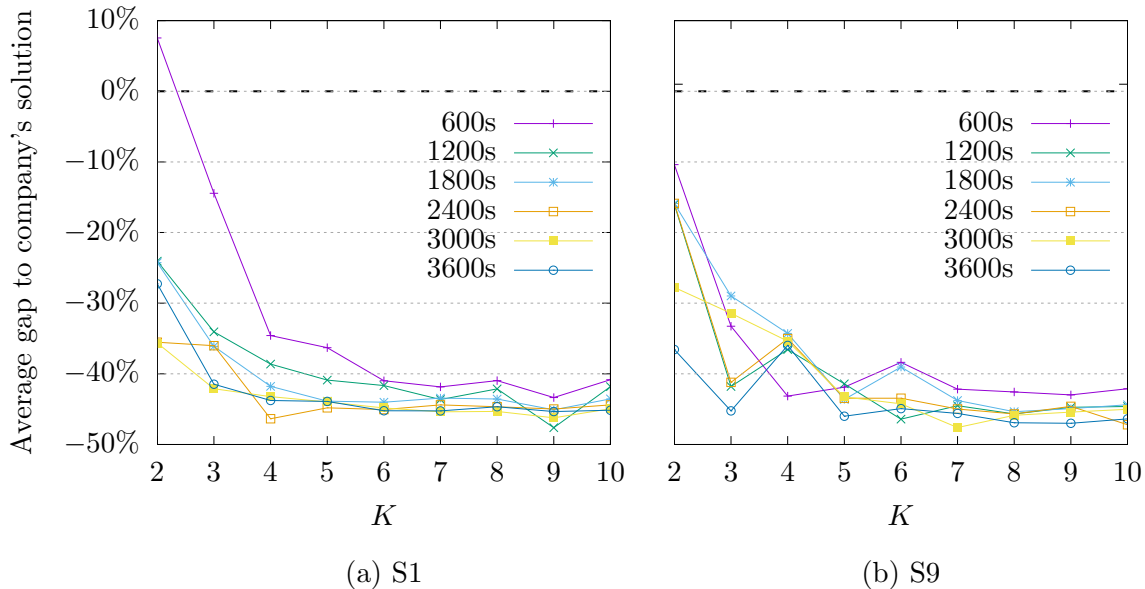 Average gap to company's solution
10%
0%
−10%
−20%
−30%
−40%
−50%
2 3 4 5 6 7 8 9 10
K
600s
1200s
1800s
2400s
3000s
3600s
(a) S1
2 3 4 5 6 7 8 9 10
K
600s
1200s
1800s
2400s
3000s
3600s
(b) S9